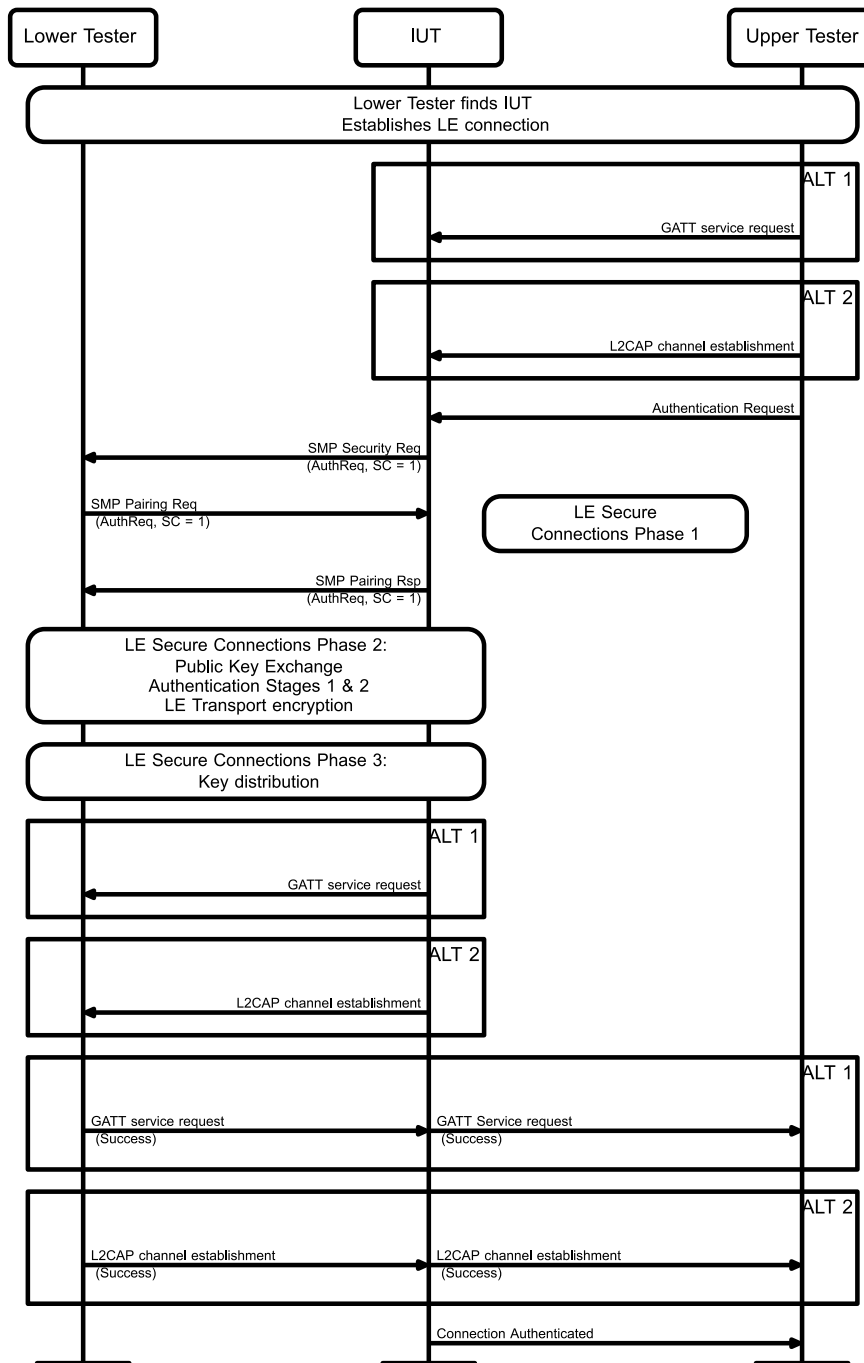 Lower Tester
IUT
Upper Tester
Lower Tester finds IUT
Establishes LE connection
ALT 1
GATT service request
ALT 2
L2CAP channel establishment
Authentication Request
SMP Security Req
(AuthReq, SC = 1)
SMP Pairing Req
(AuthReq, SC = 1)
LE Secure
Connections Phase 1
SMP Pairing Rsp
(AuthReq, SC = 1)
LE Secure Connections Phase 2:
Public Key Exchange
Authentication Stages 1 & 2
LE Transport encryption
LE Secure Connections Phase 3:
Key distribution
ALT 1
GATT service request
ALT 2
L2CAP channel establishment
ALT 1
GATT service request
(Success)
GATT Service request
(Success)
ALT 2
L2CAP channel establishment
(Success)
L2CAP channel establishment
(Success)
Connection Authenticated